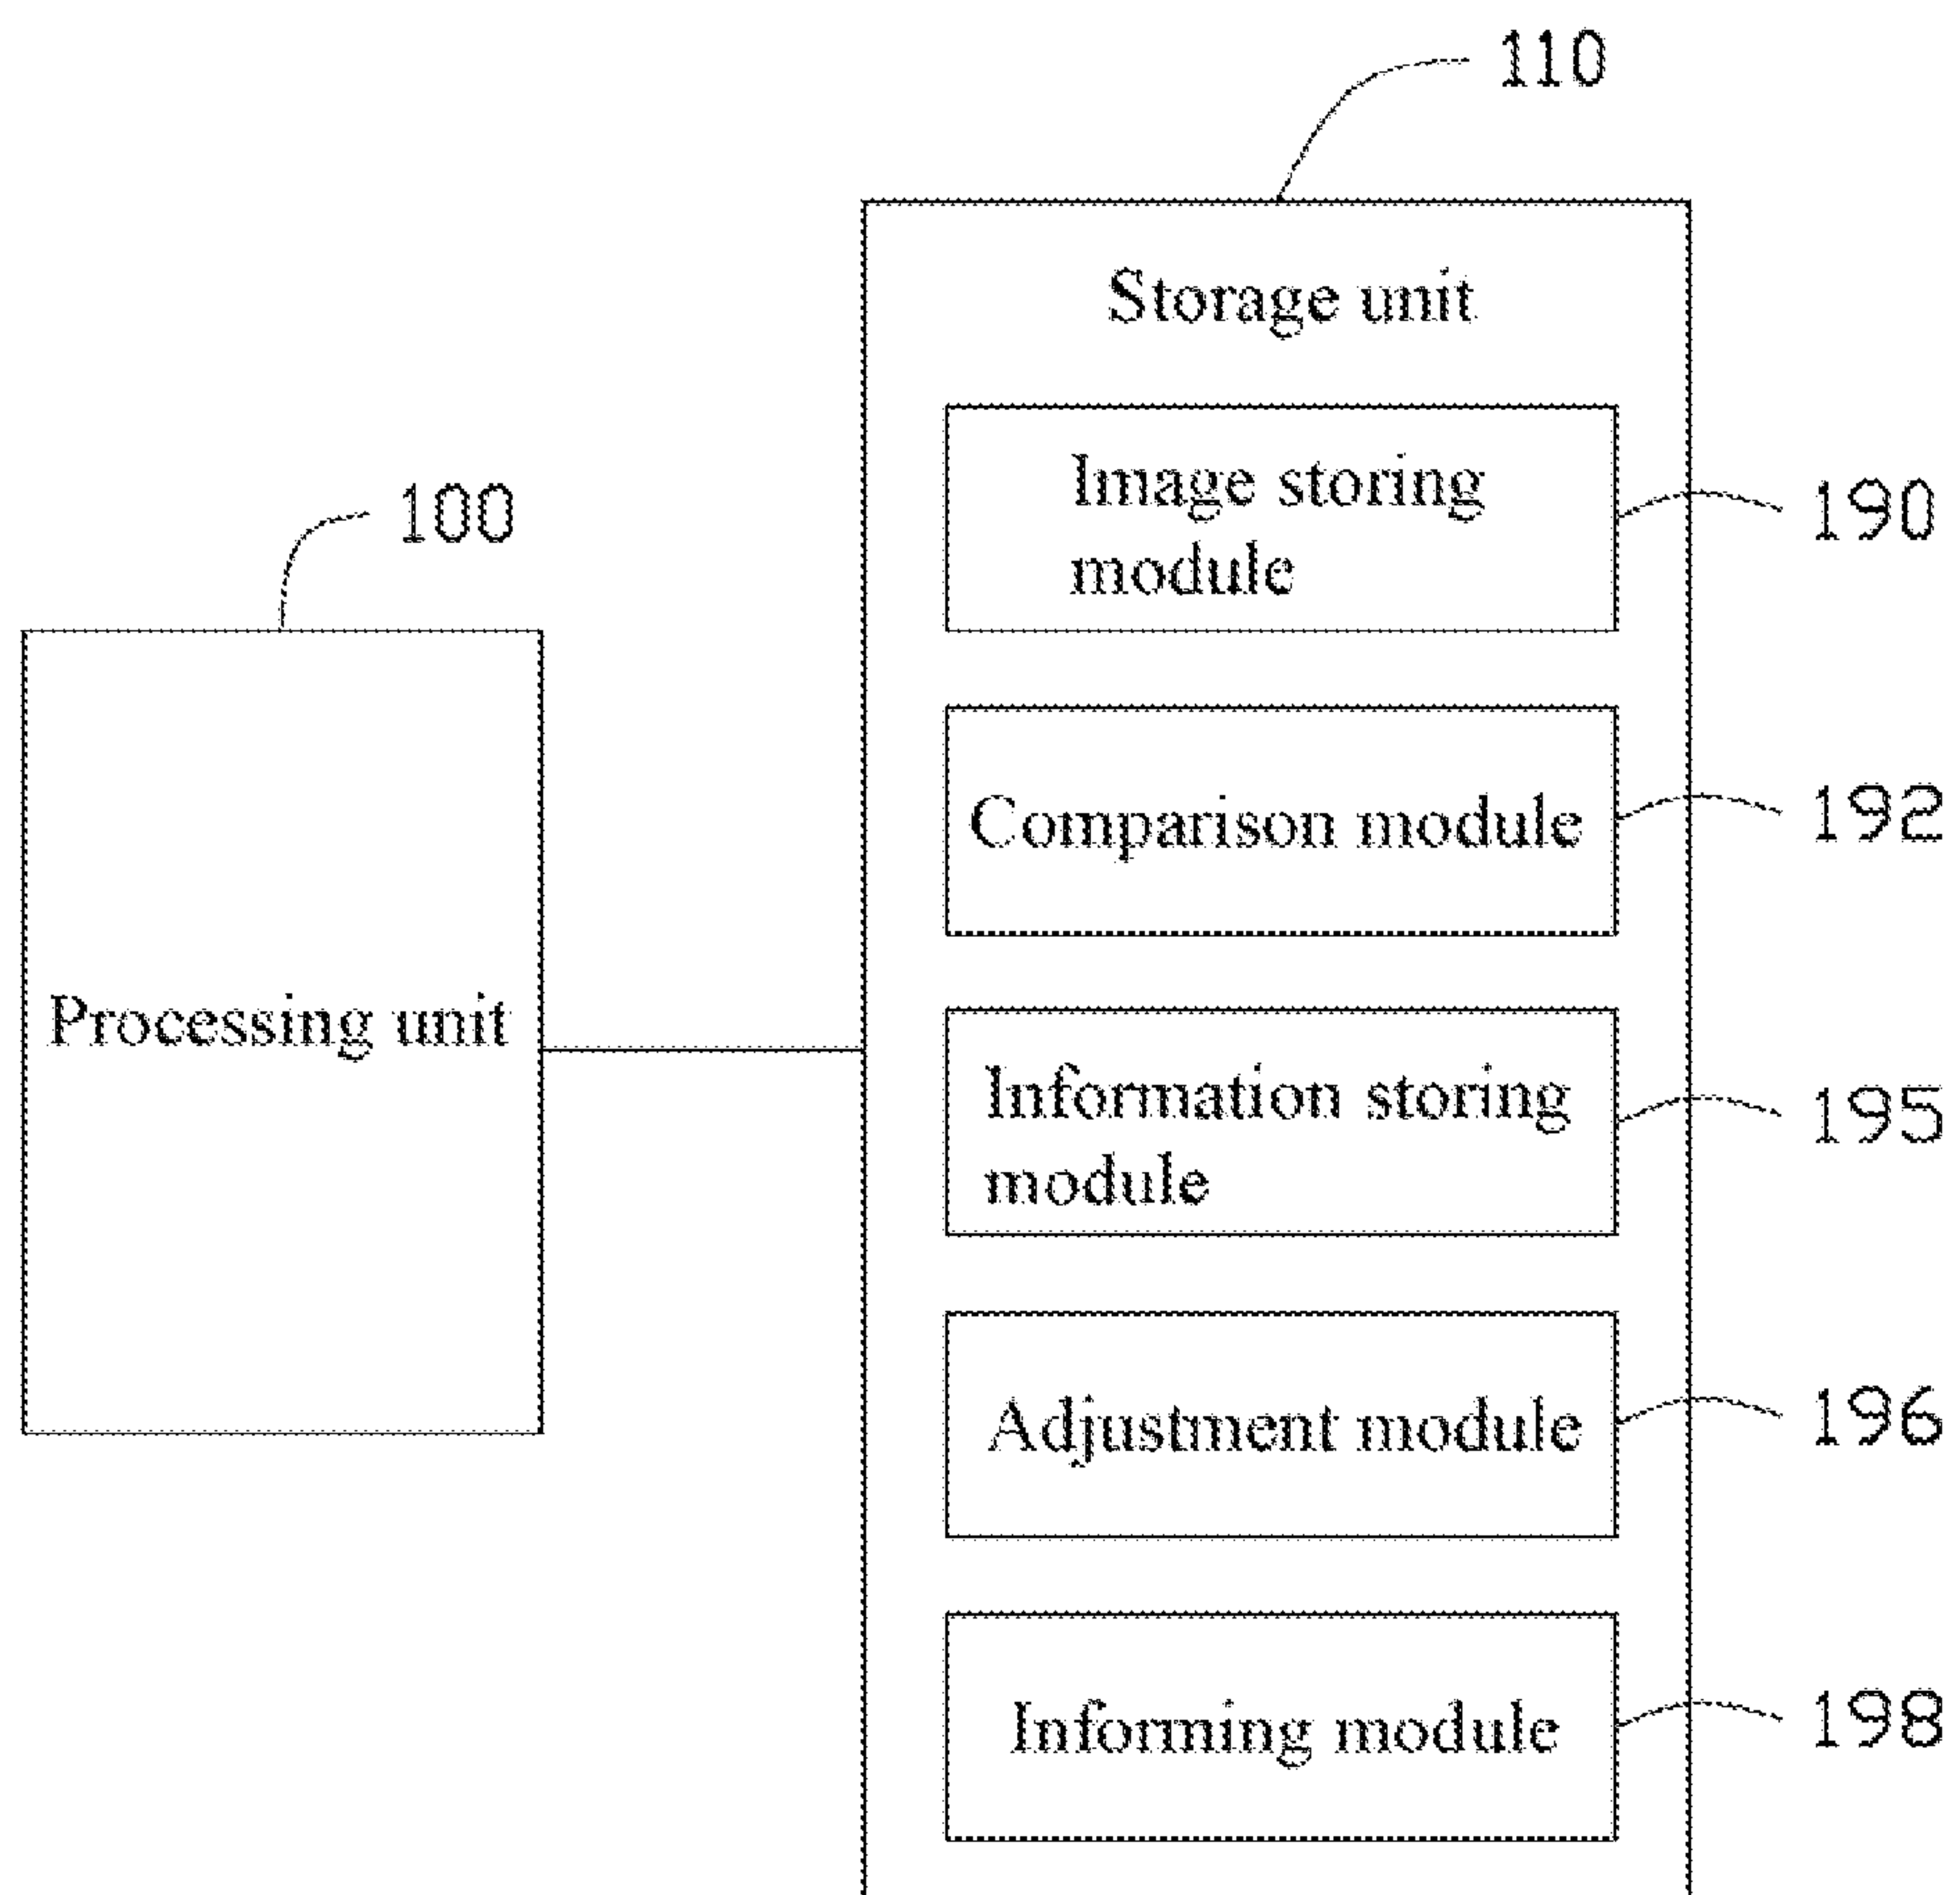 110
Storage unit
Image storing
module
190
100
Comparison module
192
Processing unit
Information storing
module
195
Adjustment module
196
Informing module
198